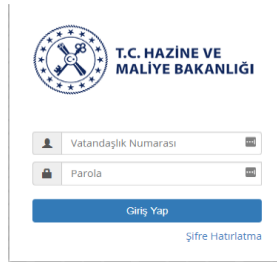 T.C. HAZİNE VE
MALİYE BAKANLIĞI
Vatandaşlık Numarası
Parola
Giriş Yap
Şifre Hatırlatma